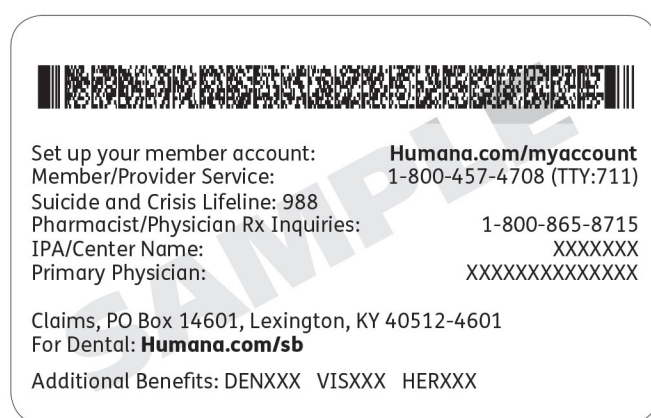 Set up your member account: Humana.com/myaccount
Member/Provider Service: 1-800-457-4708 (TTY:711)
Suicide and Crisis Lifeline: 988
Pharmacist/Physician Rx Inquiries: 1-800-865-8715
IPA/Center Name: XXXXXXX
Primary Physician: XXXXXXXXXXXXXX
Claims, PO Box 14601, Lexington, KY 40512-4601
For Dental: Humana.com/sb
Additional Benefits: DENXXX VISXXX HERXXX
SAMPLE